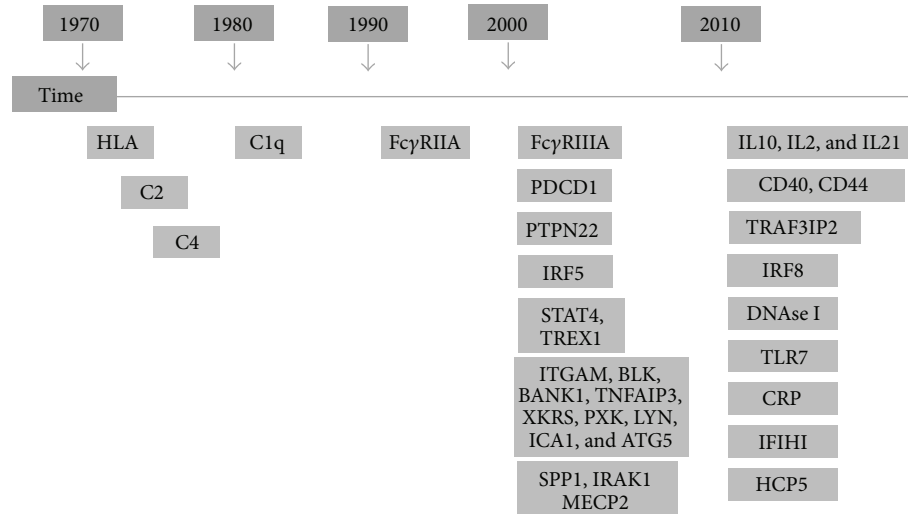 1970
1980
1990
2000
2010
Time
HLA
C2
C4
C1q
FcγRIIA
FcγRIIIA
PDCD1
PTPN22
IRF5
STAT4,
TREX1
ITGAM, BLK,
BANK1, TNFAIP3,
XKRS, PXK, LYN,
ICA1, and ATG5
SPP1, IRAK1
MECP2
IL10, IL2, and IL21
CD40, CD44
TRAF3IP2
IRF8
DNAse I
TLR7
CRP
IFIHI
HCP5